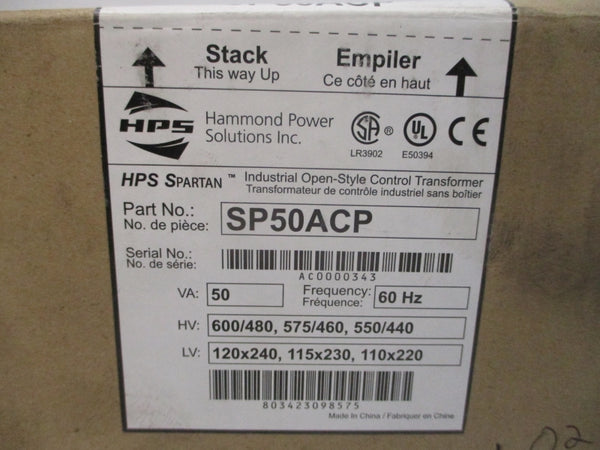 Stack
This way Up
Empiler
Ce côté en haut
HPS
Hammond Power
Solutions Inc.
SA
LR3902
UL
E50394
CE
HPS SPARTAN™ Industrial Open-Style Control Transformer
Transformateur de contrôle industriel sans boîtier
Part No.:
No. de pièce:
SP50ACP
Serial No.:
No. de série:
AC0000343
VA: 50
Frequency:
Fréquence:
60 Hz
HV: 600/480, 575/460, 550/440
LV: 120x240, 115x230, 110x220
803423098575
Made In China / Fabriquer en Chine